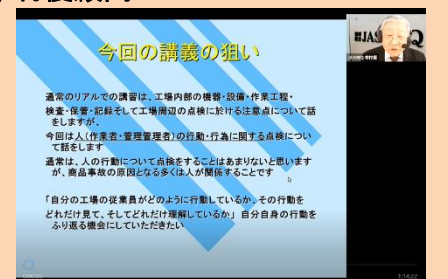 今回の講義の狙い
通常のリアルでの講習は、工場内部の機器・設備・作業工程・
検査・保管・記録そして工場周辺の点検に於ける注意点について話
をしますが、
今回は人(作業者・管理管理者)の行動・行為に関する点検につい
て話をします
通常は、人の行動について点検をすることはあまりないと思います
が、商品事故の原因となる多くは人が関係することです
「自分の工場の従業員がどのように行動しているか、その行動を
どれだけ見て、そしてどれだけ理解しているか」 自分自身の行動を
ふり返る機会にしていただきたい
1:14:22